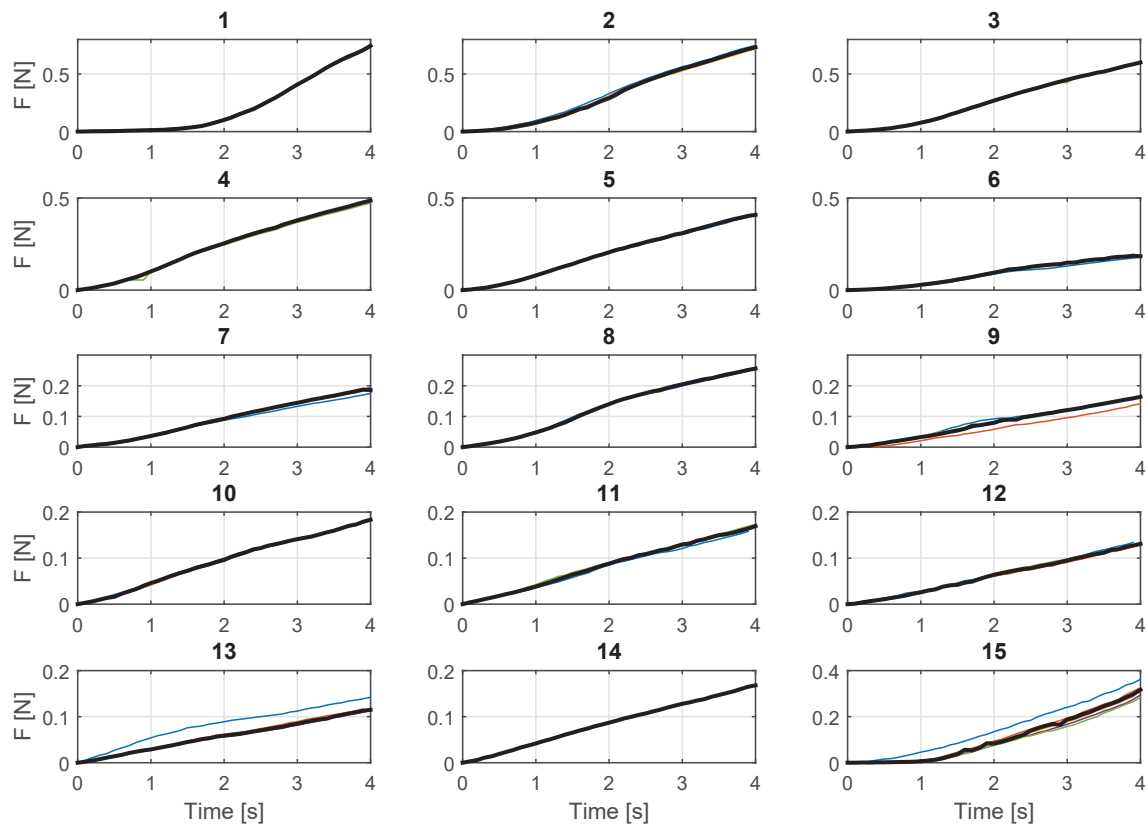 1 2 3
F [N] 0.5 0 0.5 0 0.5 0
0 1 2 3 4 0 1 2 3 4 0 1 2 3 4
4 5 6
F [N] 0.5 0 0.5 0 0.5 0
0 1 2 3 4 0 1 2 3 4 0 1 2 3 4
7 8 9
F [N] 0.2 0.1 0 0.2 0.1 0 0.2 0.1 0
0 1 2 3 4 0 1 2 3 4 0 1 2 3 4
10 11 12
F [N] 0.2 0.1 0 0.2 0.1 0 0.2 0.1 0
0 1 2 3 4 0 1 2 3 4 0 1 2 3 4
13 14 15
F [N] 0.2 0.1 0 0.2 0.1 0 0.4 0.2 0
0 1 2 3 4 0 1 2 3 4 0 1 2 3 4
Time [s] Time [s] Time [s]